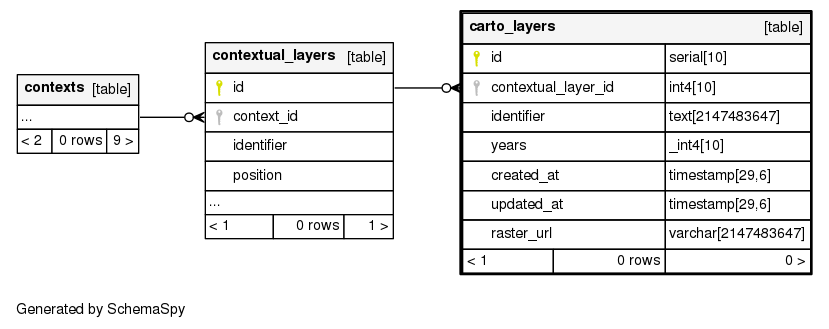 contexts [table]
...
< 2 0 rows 9 >
contextual_layers [table]
id
context_id
identifier
position
...
< 1 0 rows 1 >
carto_layers [table]
id serial[10]
contextual_layer_id int4[10]
identifier text[2147483647]
years _int4[10]
created_at timestamp[29,6]
updated_at timestamp[29,6]
raster_url varchar[2147483647]
< 1 0 rows 0 >
Generated by SchemaSpy